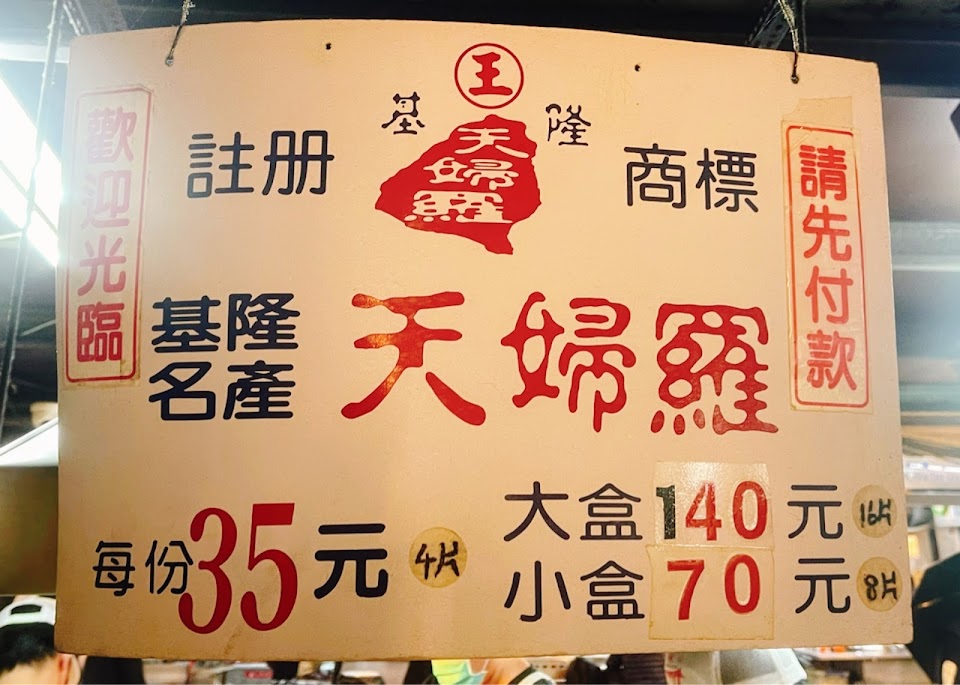 王
基隆
天
婦
羅
註册
商標
歡迎光臨
請先付款
基隆
名產
天婦羅
每份35元 4片
大盒140元 16片
小盒70元 8片